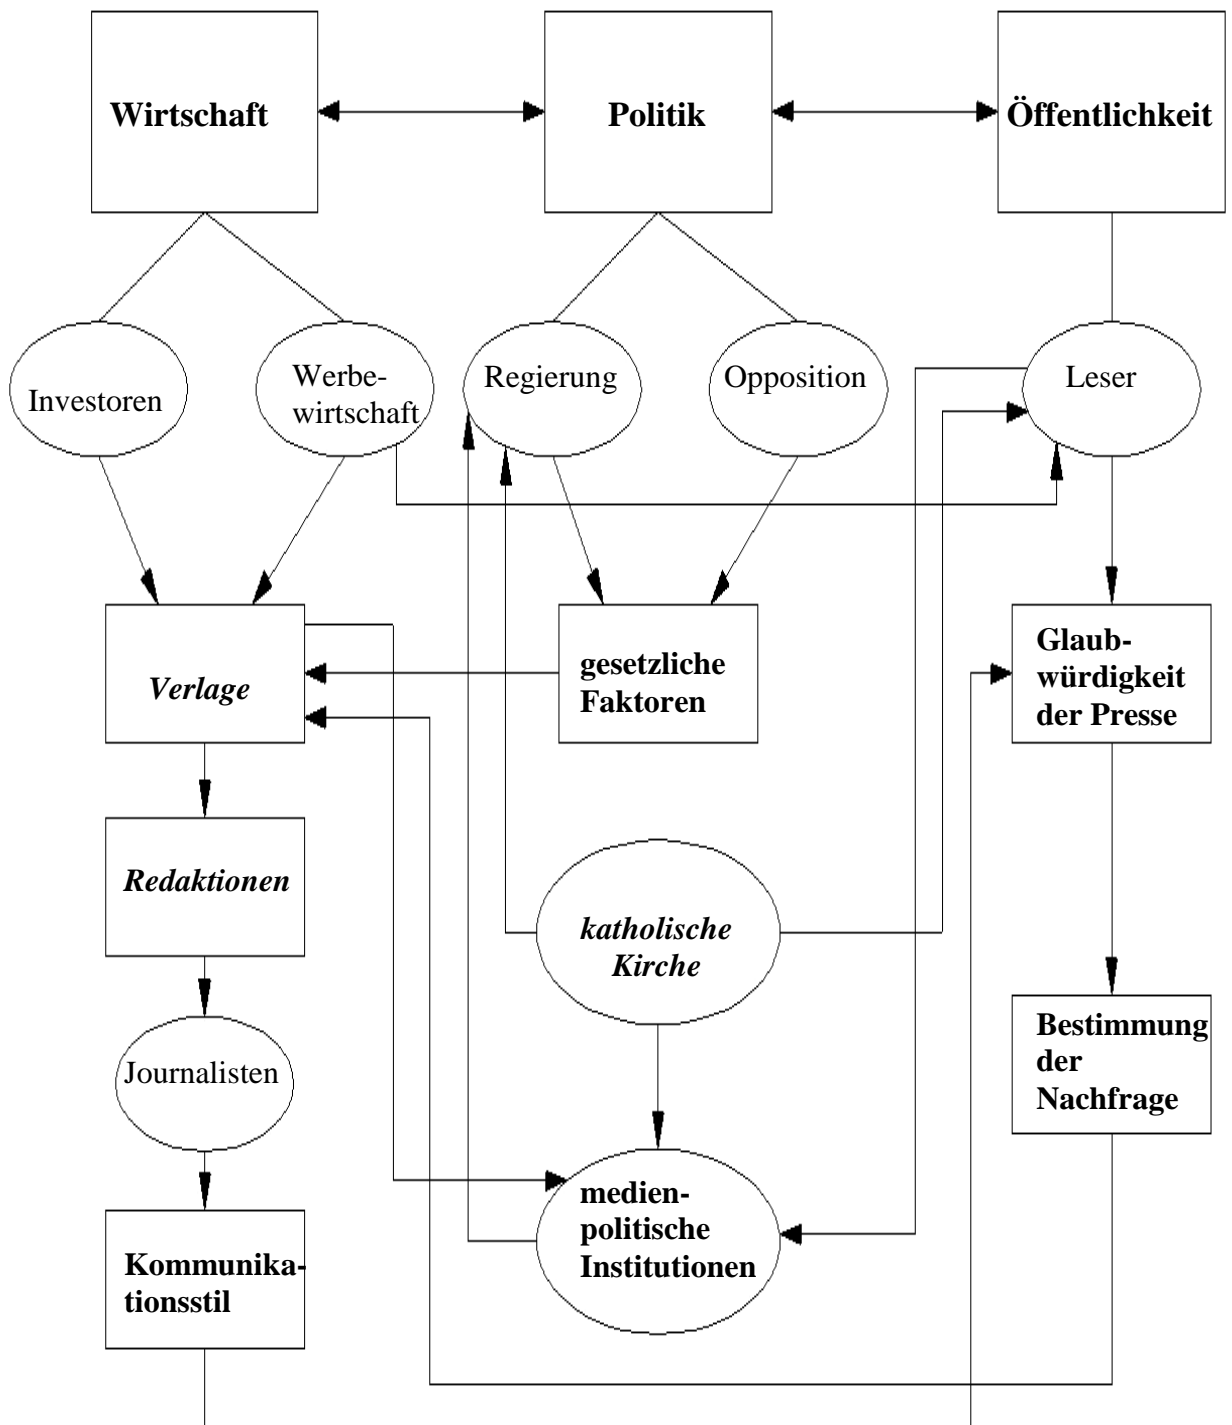 Wirtschaft
Politik
Öffentlichkeit
Investoren
Werbe-
wirtschaft
Regierung
Opposition
Leser
Verlage
gesetzliche
Faktoren
Glaub-
würdigkeit
der Presse
Redaktionen
katholische
Kirche
Journalisten
Bestimmung
der
Nachfrage
medien-
politische
Institutionen
Kommunika-
tionsstil